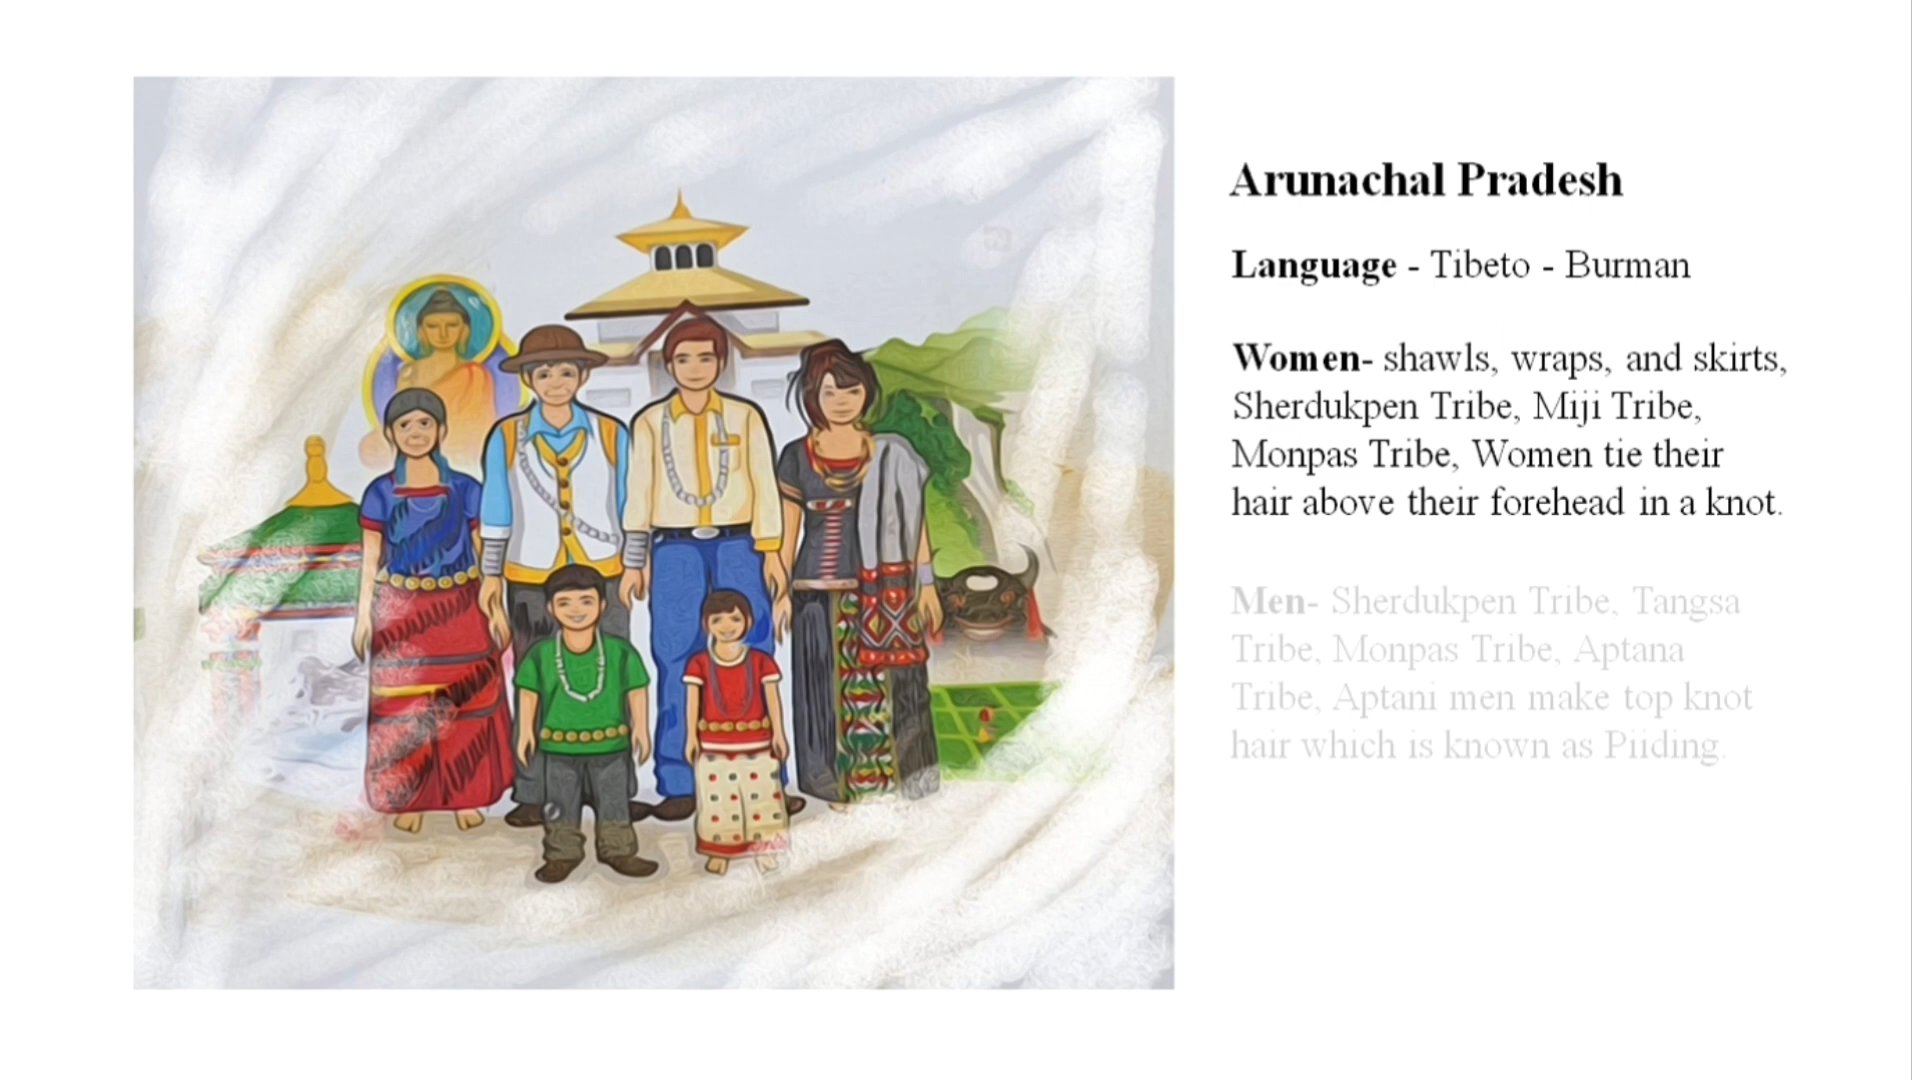 Arunachal Pradesh
Language - Tibeto - Burman
Women- shawls, wraps, and skirts,
Sherdukpen Tribe, Miji Tribe,
Monpas Tribe, Women tie their
hair above their forehead in a knot.
Men- Sherdukpen Tribe, Tangsa
Tribe, Monpas Tribe, Aptana
Tribe, Aptani men make top knot
hair which is known as Piiding.